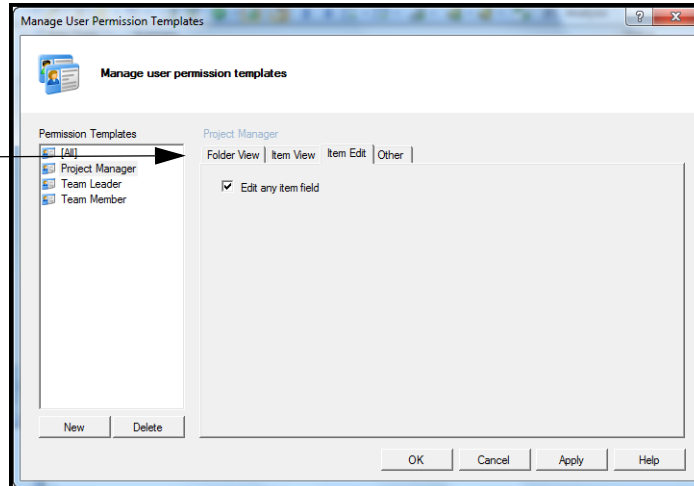 Manage User Permission Templates
?
X
Manage user permission templates
Permission Templates
[All]
Project Manager
Team Leader
Team Member
New
Delete
Project Manager
Folder View
Item View
Item Edit
Other
Edit any item field
OK
Cancel
Apply
Help